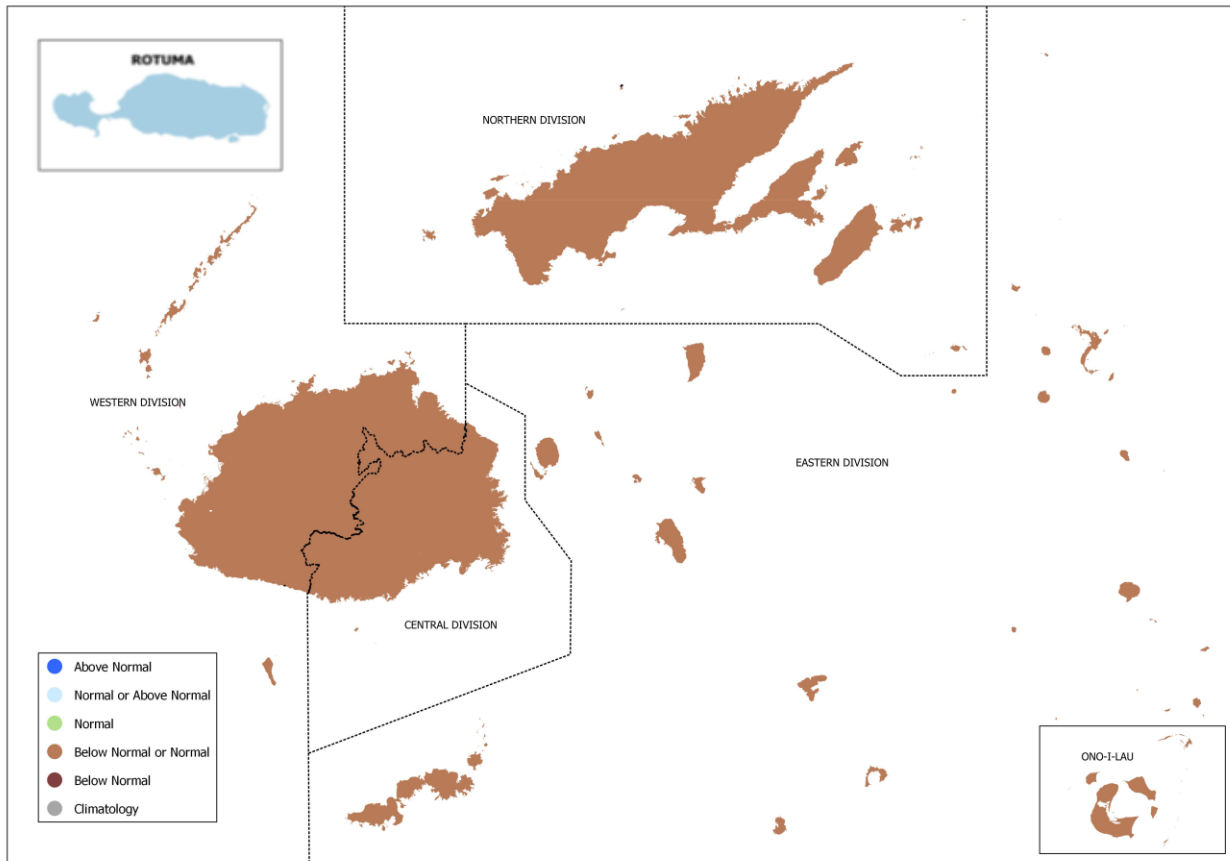 ROTUMA
NORTHERN DIVISION
WESTERN DIVISION
EASTERN DIVISION
CENTRAL DIVISION
Above Normal
Normal or Above Normal
Normal
Below Normal or Normal
Below Normal
Climatology
ONO-I-LAU